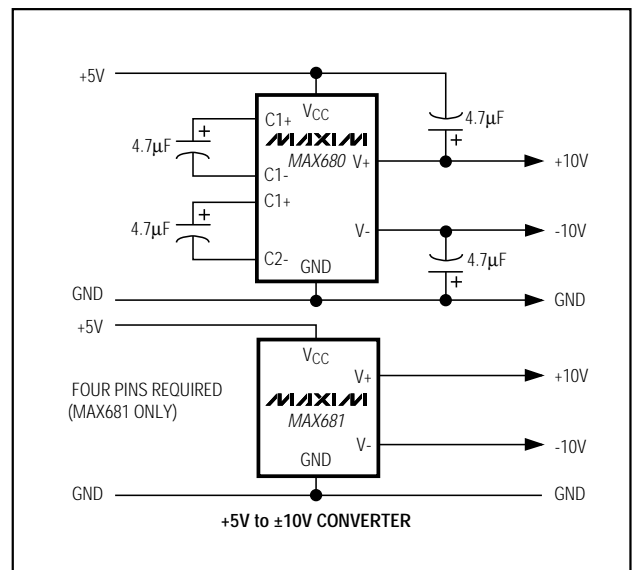 +5V
VCC
C1+
4.7μF
+
4.7μF
+
MAXIM
MAX680
V+
+10V
C1-
C1+
+
4.7μF
V-
-10V
C2-
GND
4.7μF
+
GND
GND
+5V
VCC
V+
+10V
FOUR PINS REQUIRED
(MAX681 ONLY)
MAXIM
MAX681
V-
-10V
GND
GND
GND
+5V to ±10V CONVERTER